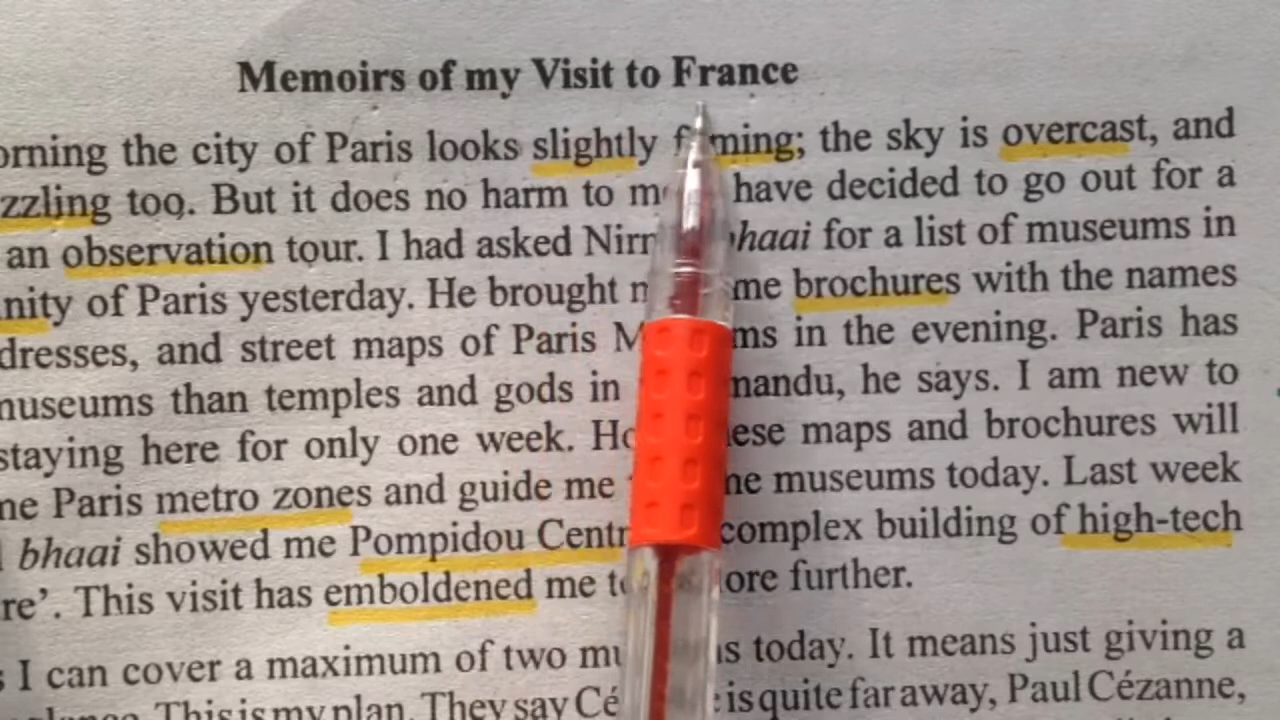 Memoirs of my Visit to France
orning the city of Paris looks slightly ming; the sky is overcast, and
zzling too. But it does no harm to have decided to go out for a
an observation tour. I had asked Nir haai for a list of museums in
nity of Paris yesterday. He brought me brochures with the names
dresses, and street maps of Paris M ms in the evening. Paris has
museums than temples and gods in mandu, he says. I am new to
staying here for only one week. Ho ese maps and brochures will
ne Paris metro zones and guide me he museums today. Last week
bhaai showed me Pompidou Centr complex building of high-tech
re’. This visit has emboldened me to ore further.
s I can cover a maximum of two mu s today. It means just giving a
This is my plan. They say Cé is quite far away, Paul Cézanne,